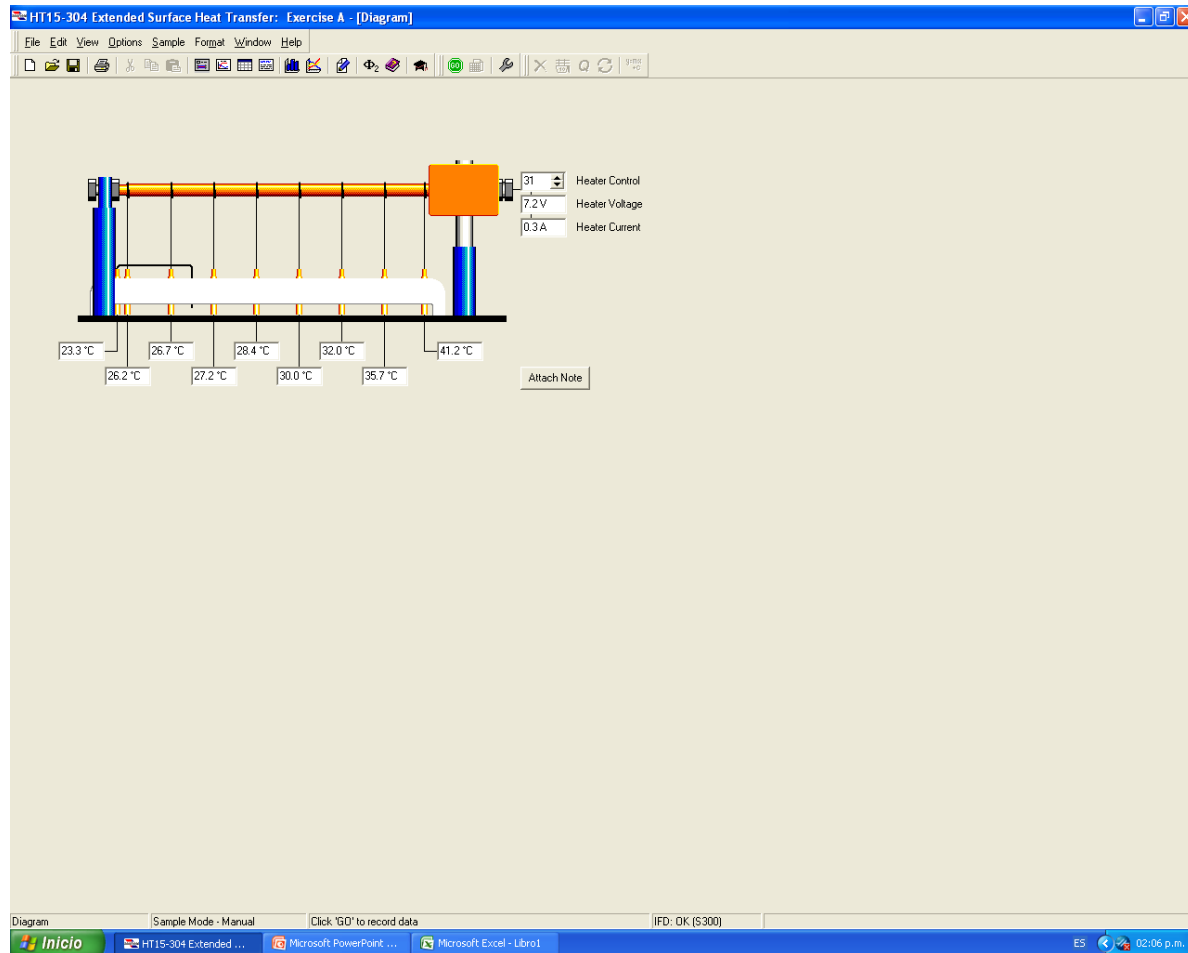 HT15-304 Extended Surface Heat Transfer: Exercise A - [Diagram]
File Edit View Options Sample Format Window Help
31 Heater Control
7.2 V Heater Voltage
0.3 A Heater Current
23.3 °C 26.7 °C 28.4 °C 32.0 °C 41.2 °C
26.2 °C 27.2 °C 30.0 °C 35.7 °C Attach Note
Diagram Sample Mode - Manual Click 'GO' to record data IFD: OK (S300)
Inicio HT15-304 Extended ... Microsoft PowerPoint ... Microsoft Excel - Libro1 ES 02:06 p.m.